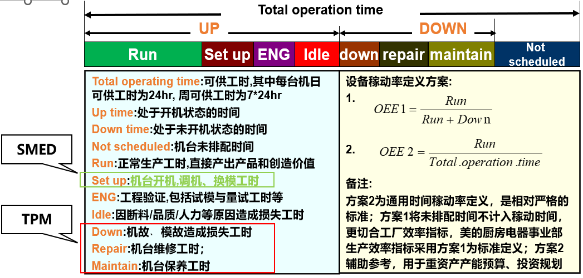 Total operation time
UP
DOWN
Run
Set up
ENG
Idle
down
repair
maintain
Not scheduled
SMED
TPM
Total operating time:可供工时,其中每台机日
可供工时为24hr, 周可供工时为7*24hr
Up time:处于开机状态的时间
Down time:处于未开机状态的时间
Not scheduled:机台未排配时间
Run:正常生产工时,直接产出产品和创造价值
Set up:机台开机,调机、换模工时
ENG:工程验证,包括试模与量试工时等
Idle:因断料/品质/人力等原因造成损失工时
Down:机故、模故造成损失工时
Repair:机台维修工时;
Maintain:机台保养工时
设备移动率定义方案:
1.
OEE 1 = Run / Run + Down
2.
OEE 2 = Run / Total .operation .time
备注:
方案2为通用时间移动率定义,是相对严格的
标准;方案1将未排配时间不计入移动时间,
更切合工厂效率指标,美的厨房电器事业部
生产效率指标采用方案1为标准定义;方案2
辅助参考,用于重资产产能预算、投资规划